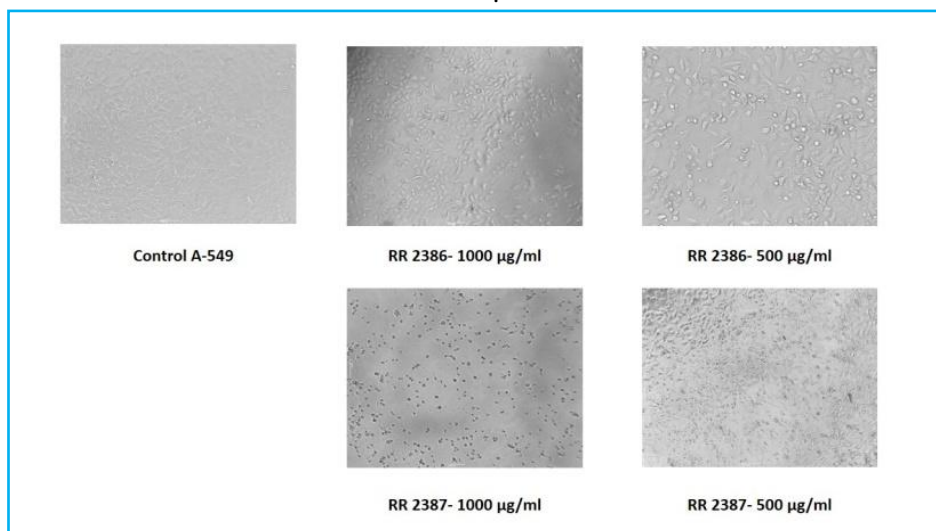 Control A-549
RR 2386- 1000 µg/ml
RR 2386- 500 µg/ml
RR 2387- 1000 µg/ml
RR 2387- 500 µg/ml